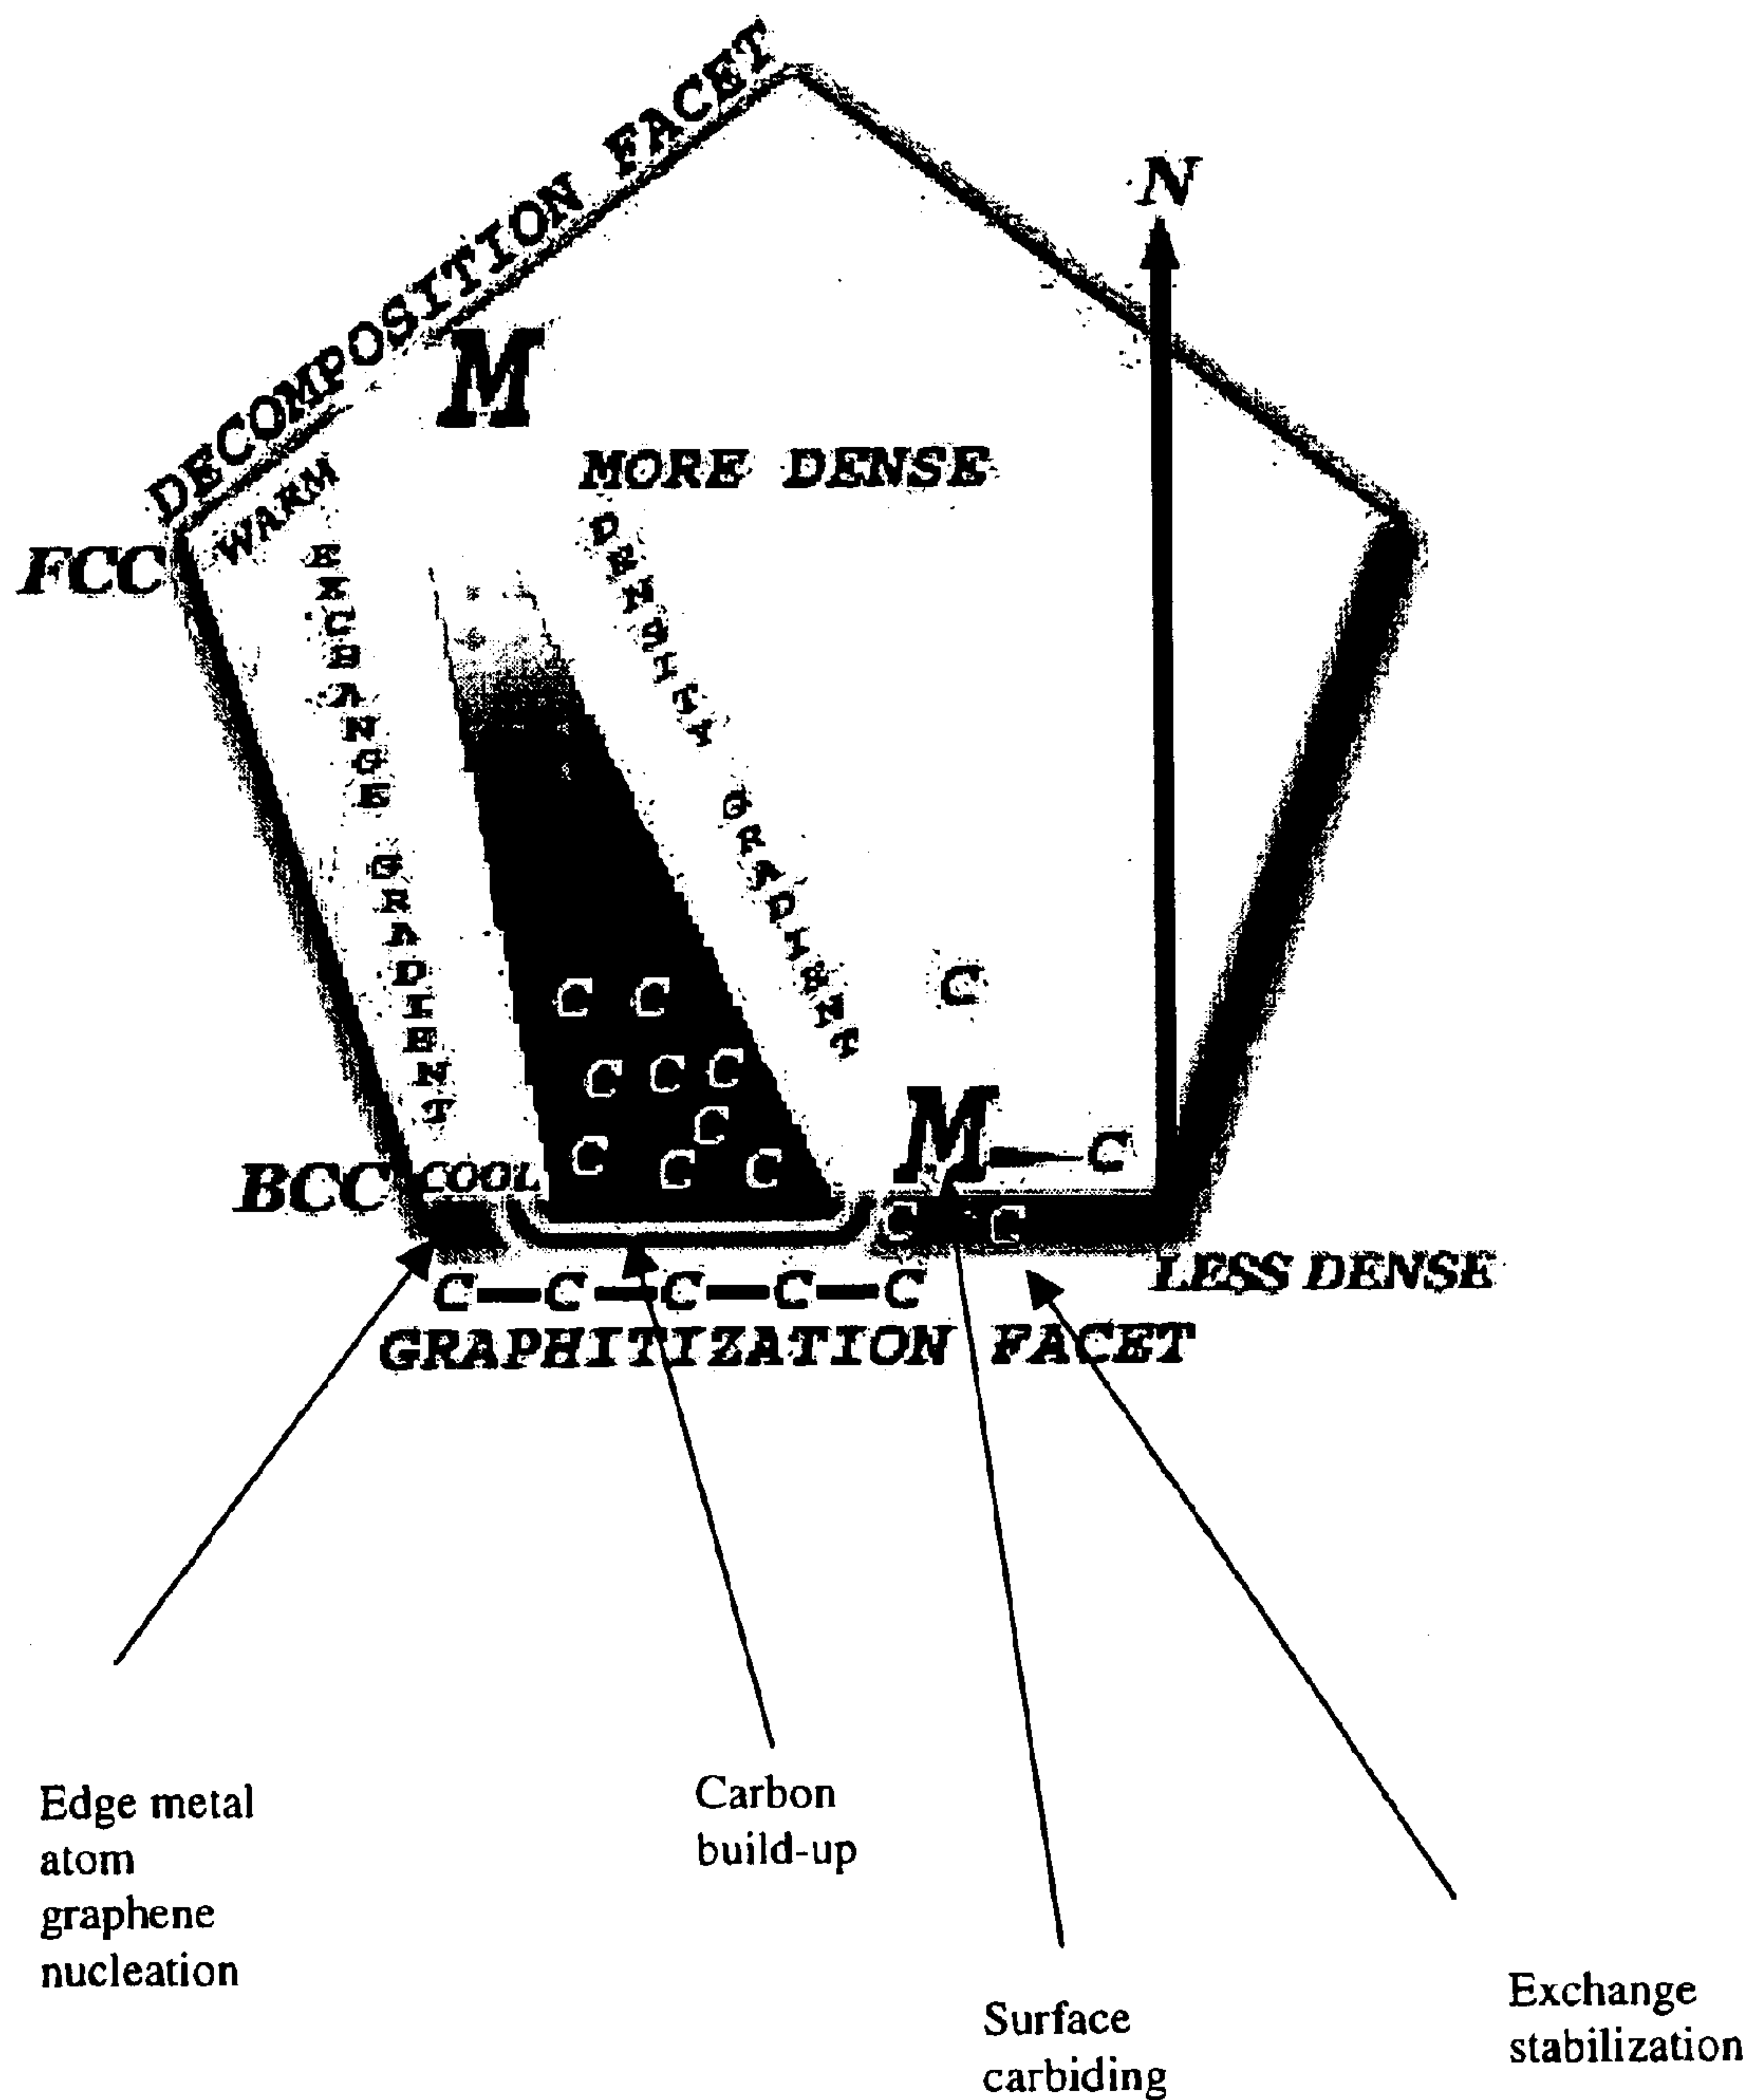 DECOMPOSITION FACET
N
M
MORE DENSE
WARM
FCC
EXCHANGE GRADIENT
DENSITY GRADIENT
C C
C
C C C
C
C C C
M—C
BCC
COOL
C C
LESS DENSE
C—C—C—C—C
GRAPHITIZATION FACET
Edge metal
atom
graphene
nucleation
Carbon
build-up
Surface
carbiding
Exchange
stabilization